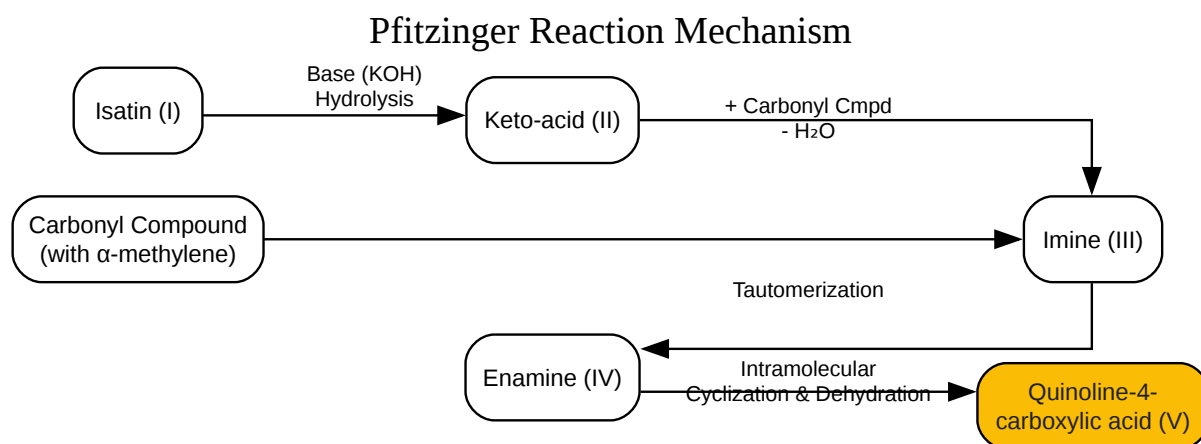 Pfitzinger Reaction Mechanism
Base (KOH)
Hydrolysis
Isatin (I)
Keto-acid (II)
+ Carbonyl Cmpd
- H₂O
Carbonyl Compound
(with α-methylene)
Imine (III)
Tautomerization
Enamine (IV)
Intramolecular
Cyclization & Dehydration
Quinoline-4-
carboxylic acid (V)